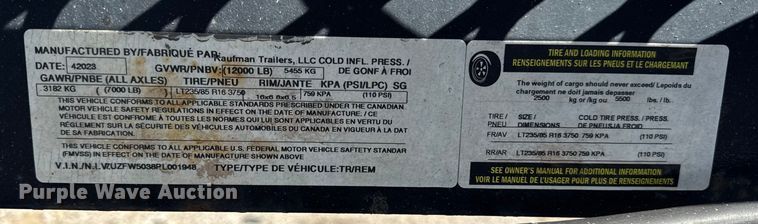 MANUFACTURED BY/FABRIQUÉ PAR: Kaufman Trailers, LLC COLD INFL. PRESS. /
DATE: 42023 GVWR/PNBV: (12000 LB) 5455 KG DE GONF À FROI
GAWR/PNBE (ALL AXLES) TIRE/PNEU RIM/JANTE KPA (PSI/LPC) SG
3182 KG (7000 LB) LT235/85 R16 3750 759 KPA (110 PSI)
THIS VEHICLE CONFORMS TO ALL APPLICABLE STANDARDS PRESCRIBED UNDER THE CANADIAN
MOTOR VEHICLE SAFETY REGULATIONS IN EFFECT ON THE DATE OF MANUFACTURE / CE
VÉHICULE EST CONFORME À TOUTES LES NORMES QUI LUI SONT APPLICABLES EN VERTU DU
RÈGLEMENT SUR LA SÉCURITÉ DES VÉHICULES AUTOMOBILES DU CANADA EN VIGUEUR À LA DATE
DE SA FABRICATION.
THIS VEHICLE CONFORMS TO ALL APPLICABLE U.S. FEDERAL MOTOR VEHICLE SAFETY STANDAR
(FMVSS) IN EFFECT ON THE DATE OF MANUFACTURE SHOWN ABOVE
V.I.N./N.I.V. TYPE/TYPE DE VÉHICULE: TR/REM
TIRE AND LOADING INFORMATION
RENSEIGNEMENTS SUR LES PNEUS ET LE CHARGEMENT
The weight of cargo should never exceed/ Lepoids du
chargement ne doit jamais depasser
2500 kg or/kg ou 5500 lbs. / lb.
TIRE/ SIZE / COLD TIRE PRESS. / PRESS
PNEU DIMENSIONS DE PNEUS/A FROID
FR/AV LT235/85 R16 3750 759 KPA (110 PSI)
RR/AR LT235/85 R16 3750 759 KPA (110 PSI)
SEE OWNER'S MANUAL FOR ADDITIONAL INFORMATION
VOIR LE MANUEL DE L'USAGER POUR PLUS DE RENSEIGNEMENTS
Purple Wave Auction